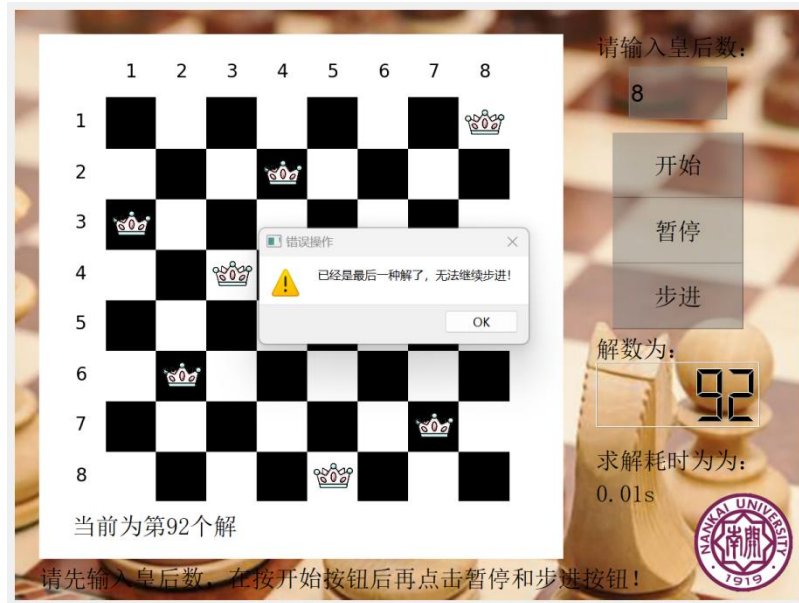 请输入皇后数：
8
1 2 3 4 5 6 7 8
1
2
3
4
5
6
7
8
开始
暂停
步进
错误操作
已经是最后一种解了，无法继续步进！
OK
解数为：
92
求解耗时为为：
0.01s
当前为第92个解
请先输入皇后数，在按开始按钮后再点击暂停和步进按钮！
NANKAI UNIVERSITY
南開
1919